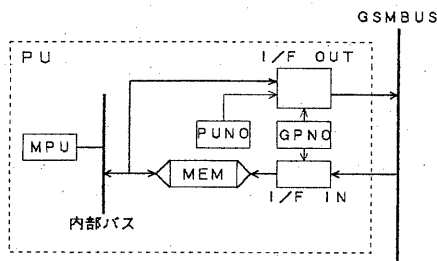 GSMBUS
PU
I/F OUT
PUNO
GPNO
MPU
MEM
I/F IN
内部バス